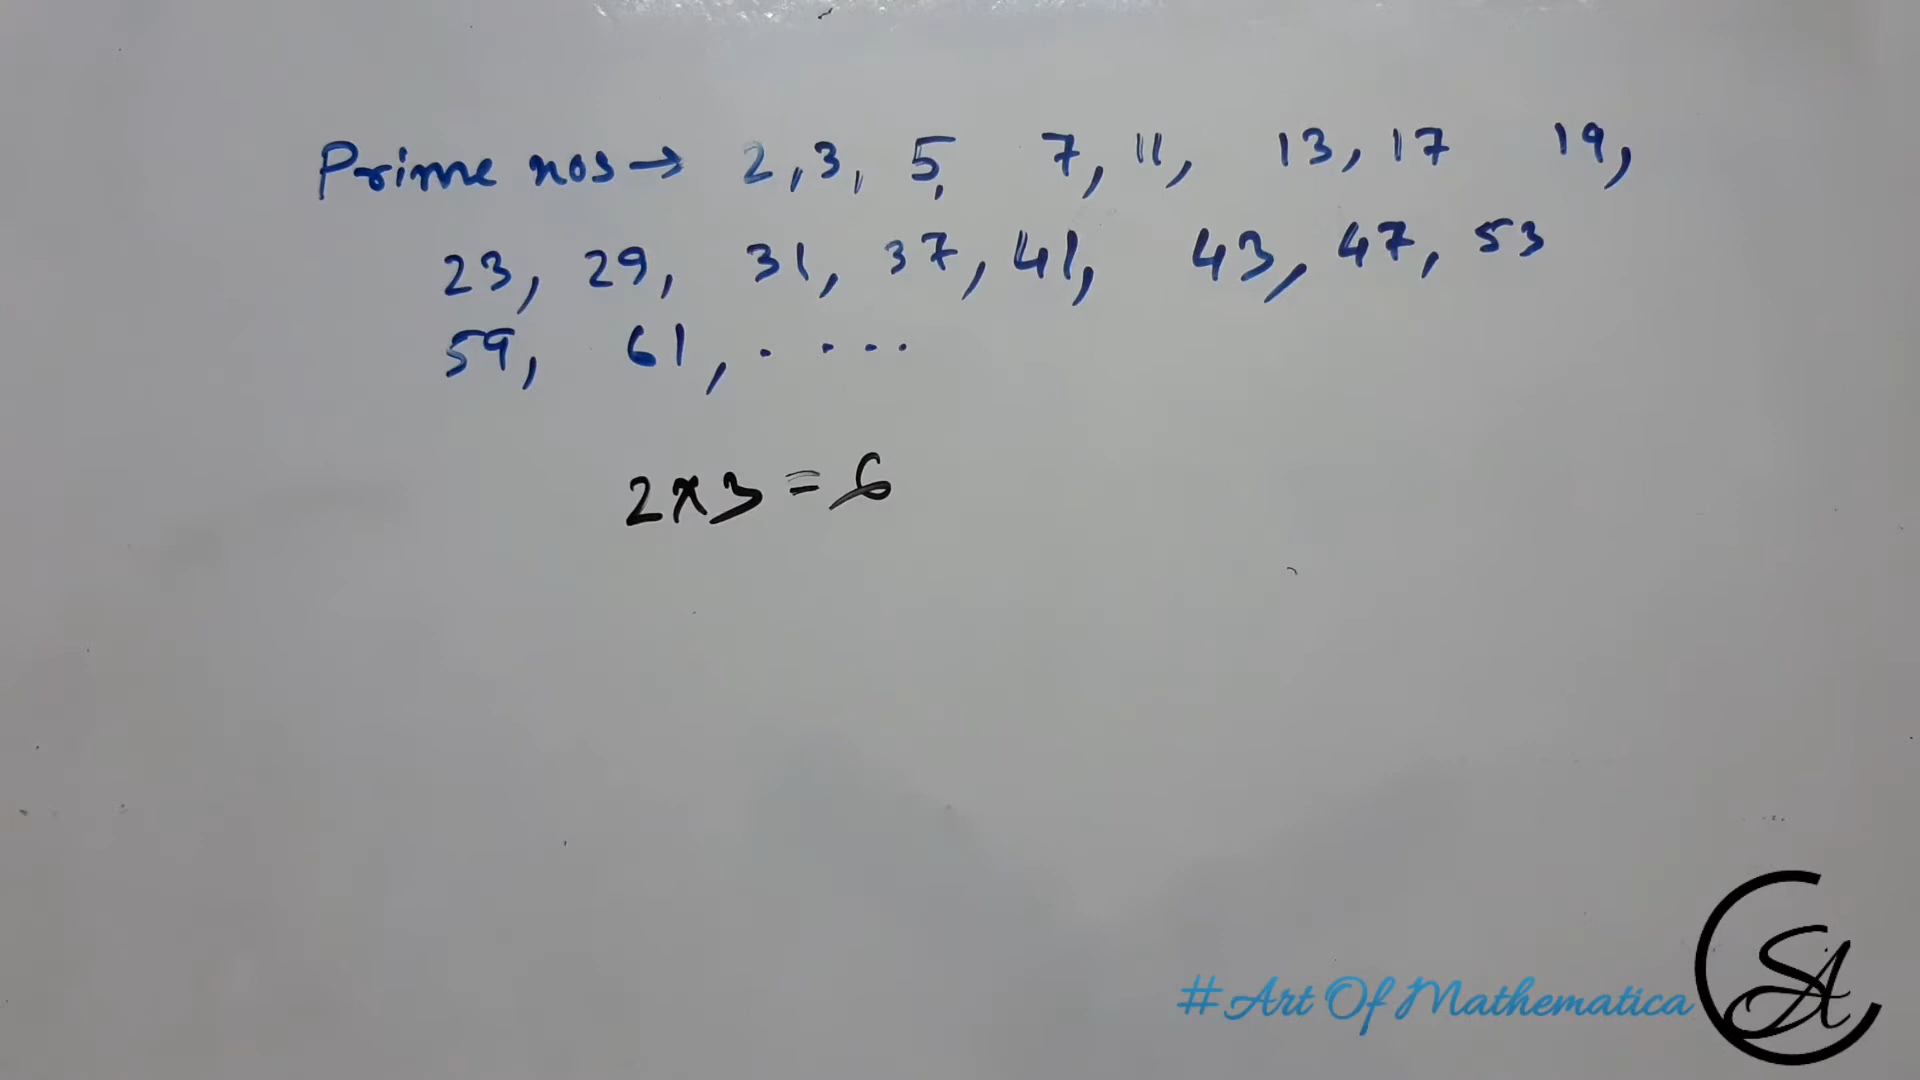 Prime nos → 2, 3, 5, 7, 11, 13, 17 19,
23, 29, 31, 37, 41, 43, 47, 53
59, 61, . . . . .
2 × 3 = 6
#Art Of Mathematica
SA